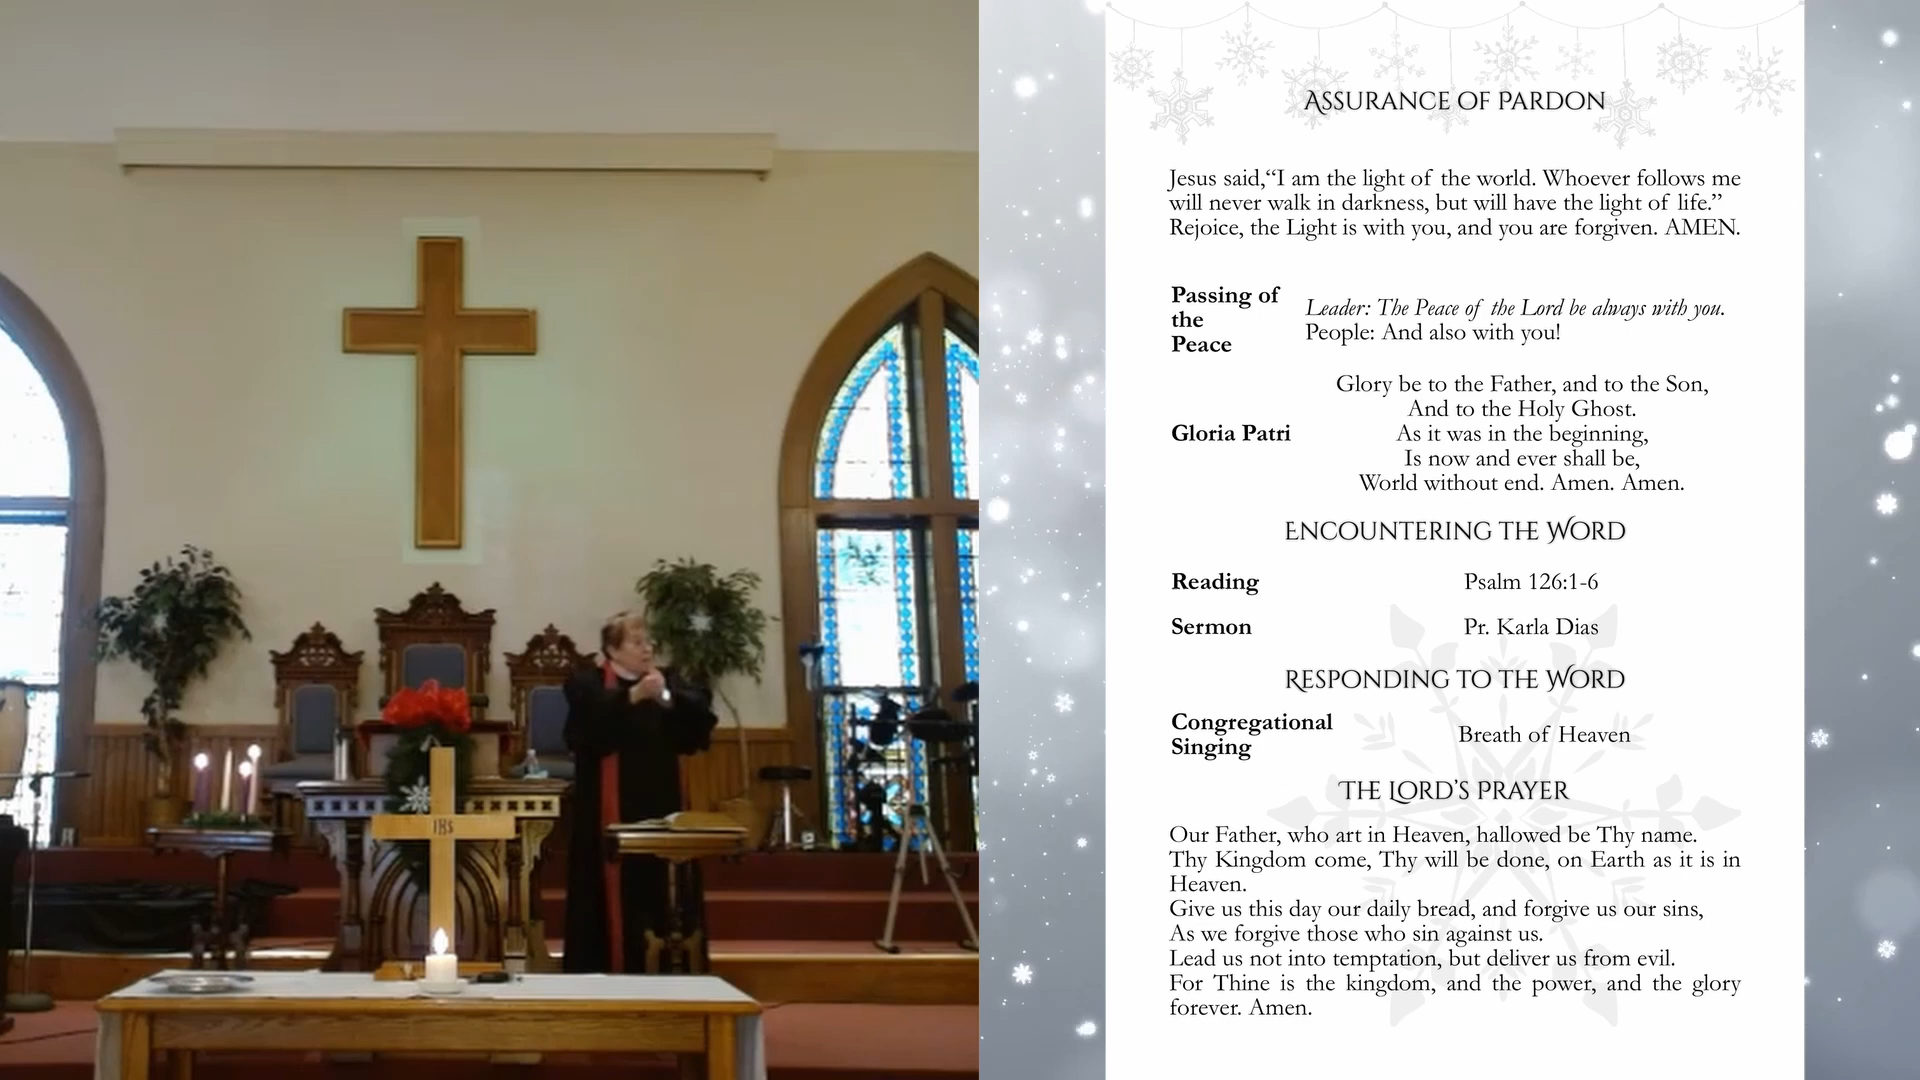 IHS
ASSURANCE OF PARDON
Jesus said,“I am the light of the world. Whoever follows me
will never walk in darkness, but will have the light of life.”
Rejoice, the Light is with you, and you are forgiven. AMEN.
Passing of
the
Peace
Leader: The Peace of the Lord be always with you.
People: And also with you!
Gloria Patri
Glory be to the Father, and to the Son,
And to the Holy Ghost.
As it was in the beginning,
Is now and ever shall be,
World without end. Amen. Amen.
ENCOUNTERING THE WORD
Reading
Psalm 126:1-6
Sermon
Pr. Karla Dias
RESPONDING TO THE WORD
Congregational
Singing
Breath of Heaven
THE LORD’S PRAYER
Our Father, who art in Heaven, hallowed be Thy name.
Thy Kingdom come, Thy will be done, on Earth as it is in
Heaven.
Give us this day our daily bread, and forgive us our sins,
As we forgive those who sin against us.
Lead us not into temptation, but deliver us from evil.
For Thine is the kingdom, and the power, and the glory
forever. Amen.